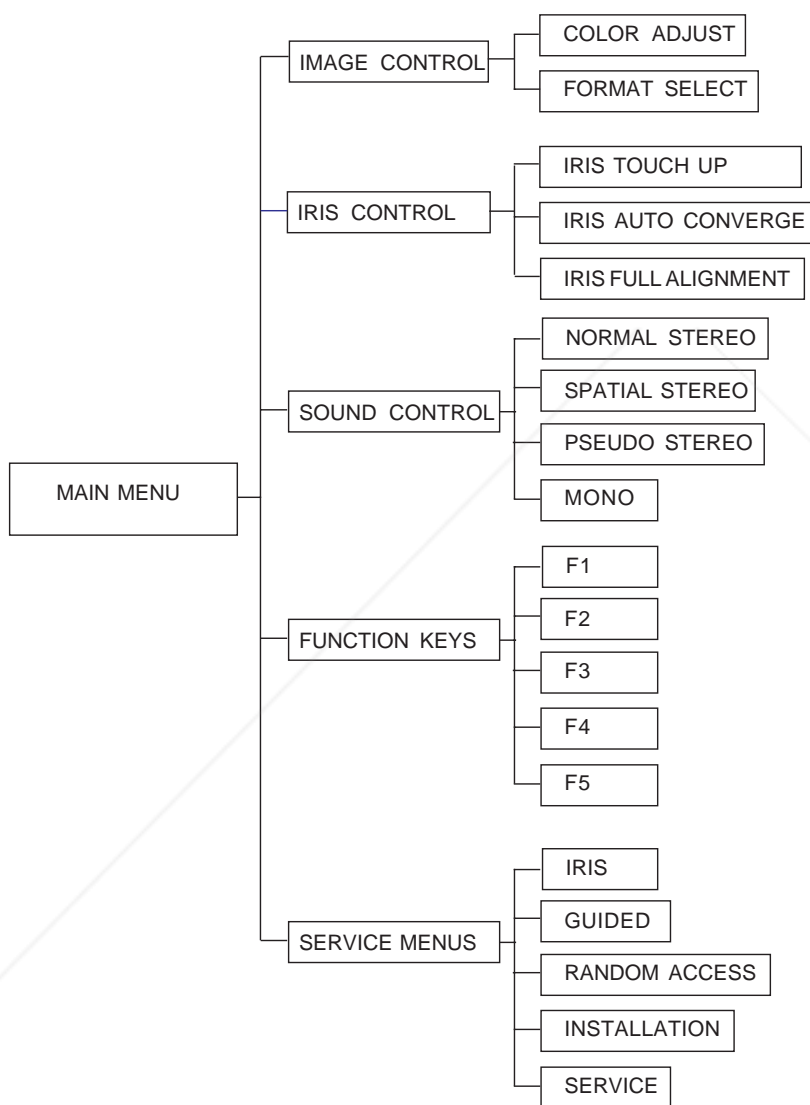 MAIN MENU
IMAGE CONTROL
COLOR ADJUST
FORMAT SELECT
IRIS CONTROL
IRIS TOUCH UP
IRIS AUTO CONVERGE
IRIS FULL ALIGNMENT
SOUND CONTROL
NORMAL STEREO
SPATIAL STEREO
PSEUDO STEREO
MONO
FUNCTION KEYS
F1
F2
F3
F4
F5
SERVICE MENUS
IRIS
GUIDED
RANDOM ACCESS
INSTALLATION
SERVICE